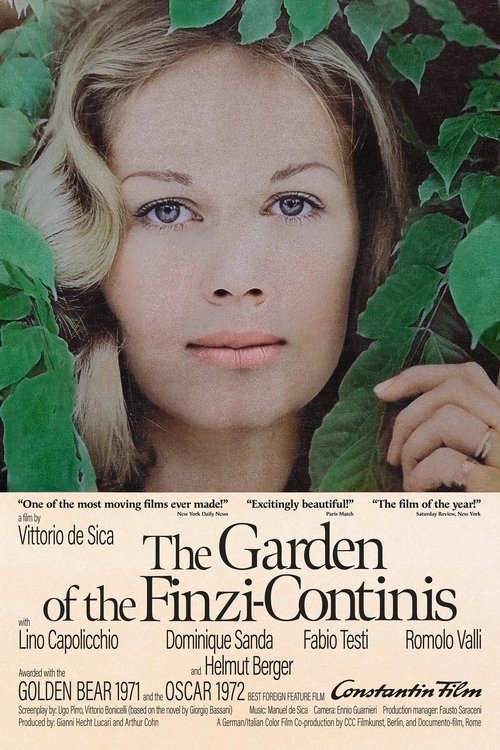 “One of the most moving films ever made!” “Excitingly beautiful!” “The film of the year!”
New York Daily News Paris Match Saturday Review, New York
a film by
Vittorio de Sica
The Garden
of the Finzi-Continis
with
Lino Capolicchio Dominique Sanda Fabio Testi Romolo Valli
and Helmut Berger
Awarded with the
GOLDEN BEAR 1971 and the OSCAR 1972 BEST FOREIGN FEATURE FILM Constantin Film
Screenplay by: Ugo Pirro, Vittorio Bonicelli (based on the novel by Giorgio Bassani) Music: Manuel de Sica Camera: Ennio Guarnieri Production manager: Fausto Saraceni
Produced by: Gianni Hecht Lucari and Arthur Cohn A German/Italian Color Film Co-production by CCC Filmkunst, Berlin, and Documento-film, Rome